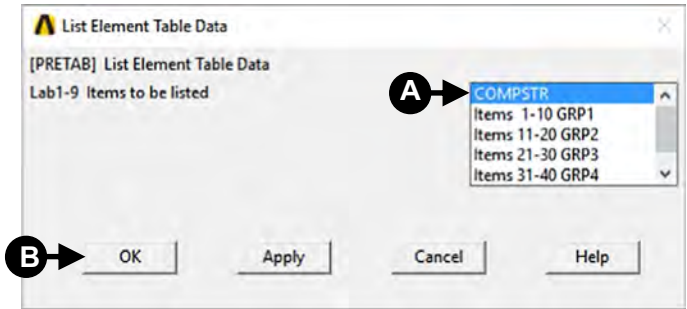 List Element Table Data
[PRETAB] List Element Table Data
Lab1-9 Items to be listed
A
COMPSTR
Items 1-10 GRP1
Items 11-20 GRP2
Items 21-30 GRP3
Items 31-40 GRP4
B
OK Apply Cancel Help